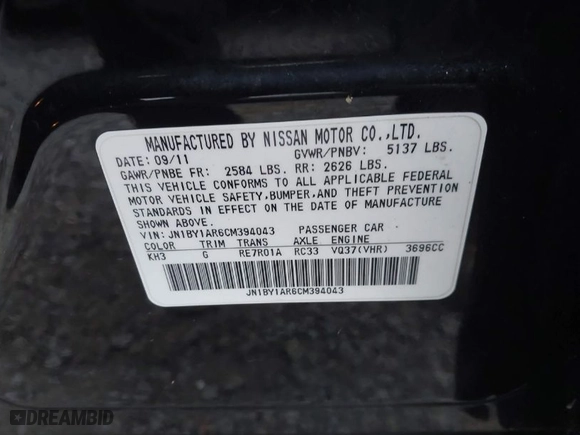 MANUFACTURED BY NISSAN MOTOR CO.,LTD.
DATE: 09/11 GVWR/PNBV: 5137 LBS.
GAWR/PNBE FR: 2584 LBS. RR: 2626 LBS.
THIS VEHICLE CONFORMS TO ALL APPLICABLE FEDERAL
MOTOR VEHICLE SAFETY,BUMPER,AND THEFT PREVENTION
STANDARDS IN EFFECT ON THE DATE OF MANUFACTURE
SHOWN ABOVE.
VIN: JN1BY1AR6CM394043 PASSENGER CAR
COLOR TRIM TRANS AXLE ENGINE
KH3 G RE7R01A RC33 VQ37(VHR) 3696CC
JN1BY1AR6CM394043
DREAMBID